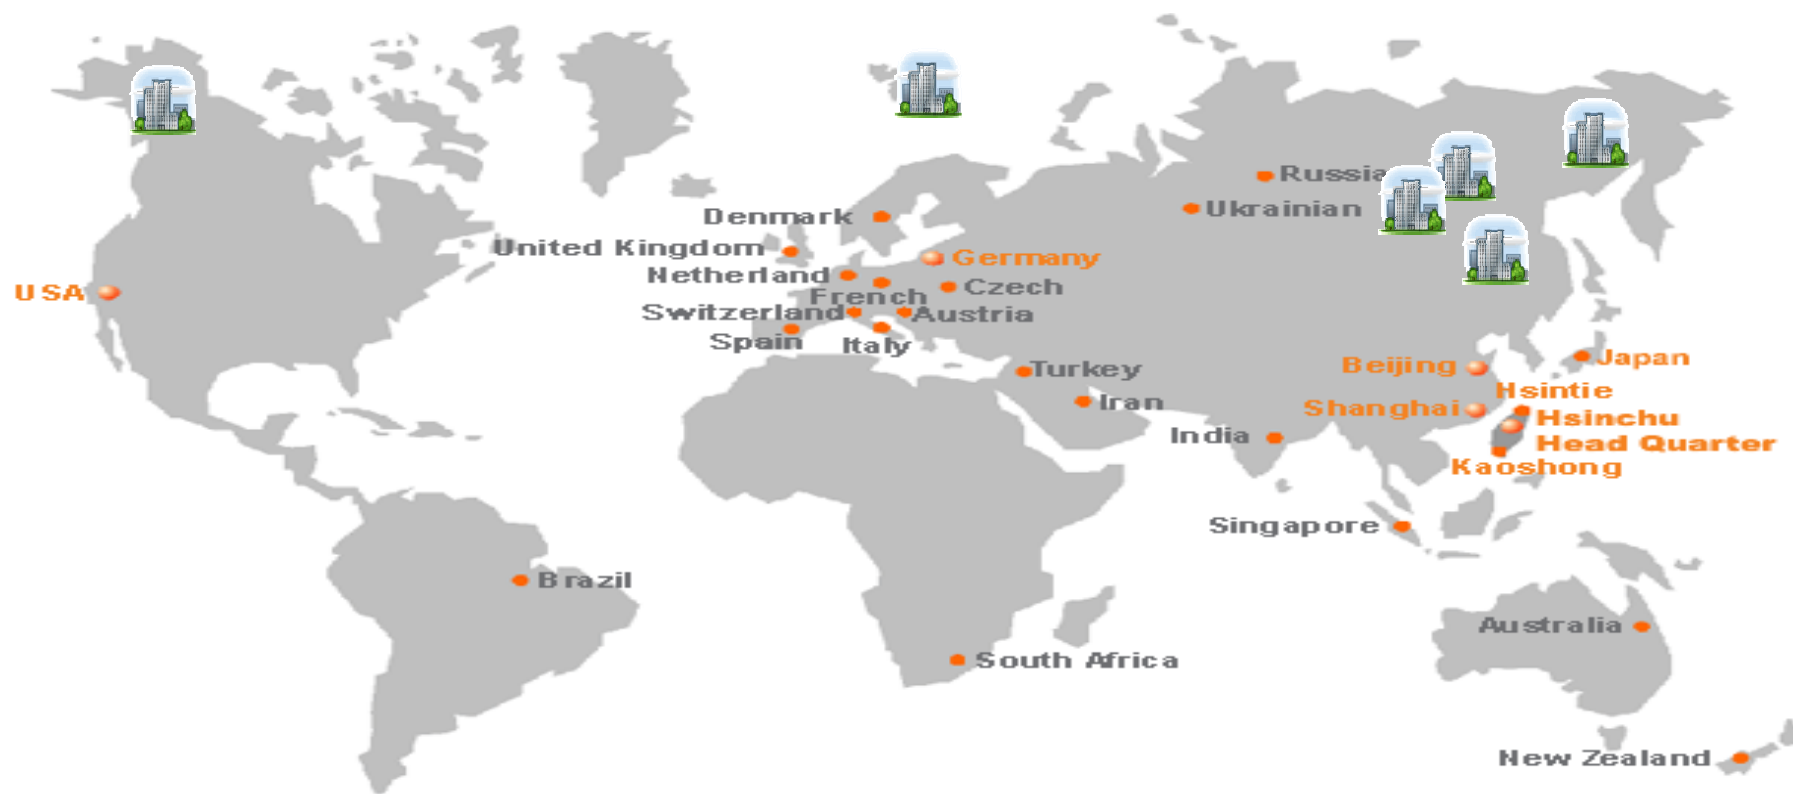 Russia
Denmark
Ukrainian
United Kingdom
Germany
Netherland
Czech
USA
French
Switzerland
Austria
Spain
Italy
Japan
Beijing
Turkey
Hsintie
Iran
Shanghai
Hsinchu
India
Head Quarter
Kaoshong
Singapore
Brazil
Australia
South Africa
New Zealand